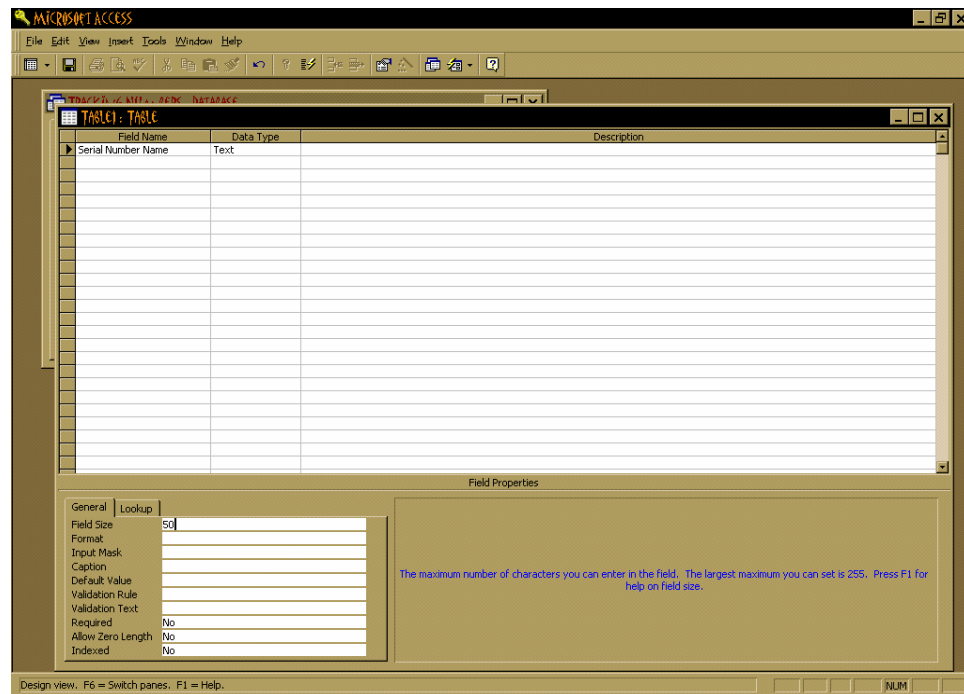 MICROSOFT ACCESS
File Edit View Insert Tools Window Help
TRACKING NUMBERS : DATABASE
TABLE1 : TABLE
Field Name Data Type Description
Serial Number Name Text
Field Properties
General Lookup
Field Size 50
Format
Input Mask
Caption
Default Value
Validation Rule
Validation Text
Required No
Allow Zero Length No
Indexed No
The maximum number of characters you can enter in the field. The largest maximum you can set is 255. Press F1 for
help on field size.
Design view. F6 = Switch panes. F1 = Help. NUM